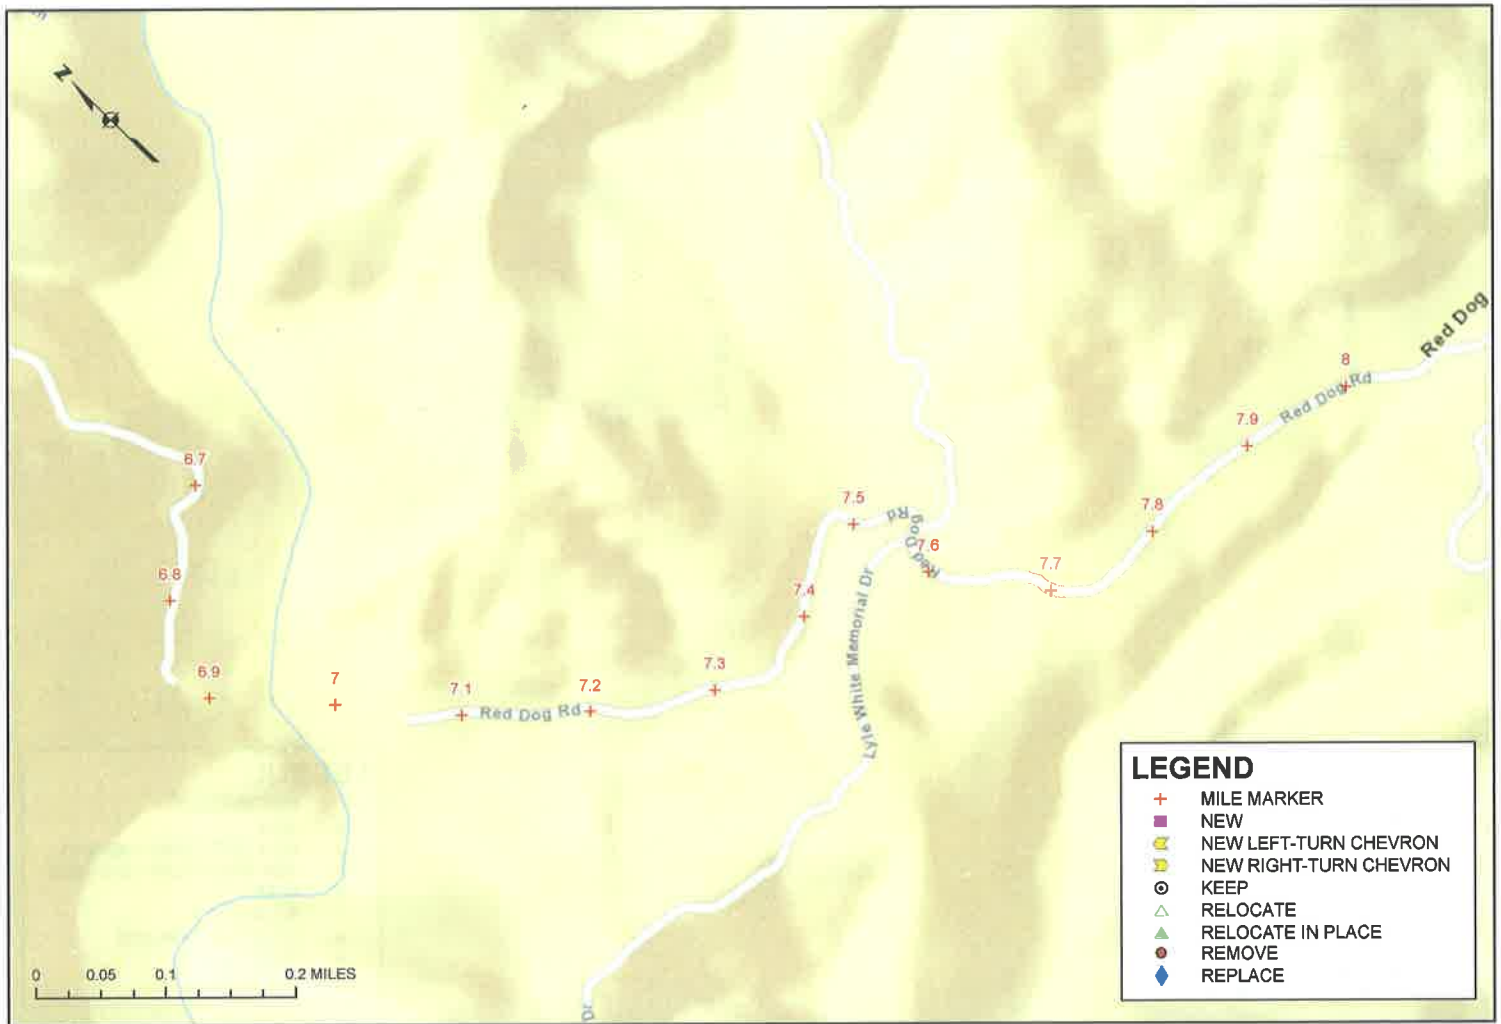 Z
Red Dog
8
Red Dog Rd
7.9
6.7
7.5
Red Dog Rd
7.8
7.6
7.7
6.8
7.4
Lyle White Memorial Dr
6.9
7
7.3
7.1
Red Dog Rd
7.2
LEGEND
MILE MARKER
NEW
NEW LEFT-TURN CHEVRON
NEW RIGHT-TURN CHEVRON
KEEP
RELOCATE
RELOCATE IN PLACE
REMOVE
REPLACE
0 0.05 0.1 0.2 MILES
Dr